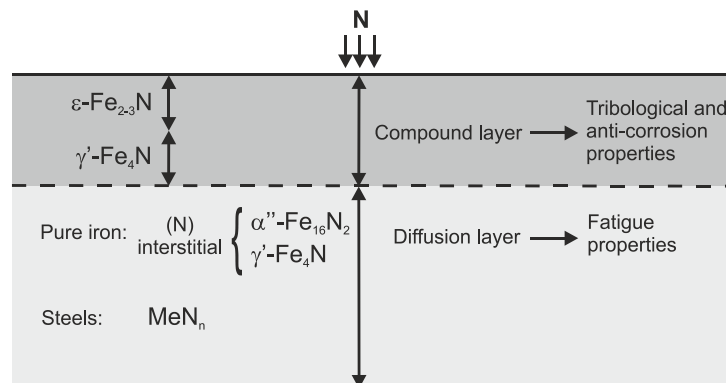 N
ε-Fe2-3N
γ’-Fe4N
Compound layer
Tribological and
anti-corrosion
properties
Pure iron:
(N)
interstitial
α’’-Fe16N2
γ’-Fe4N
Diffusion layer
Fatigue
properties
Steels:
MeNn